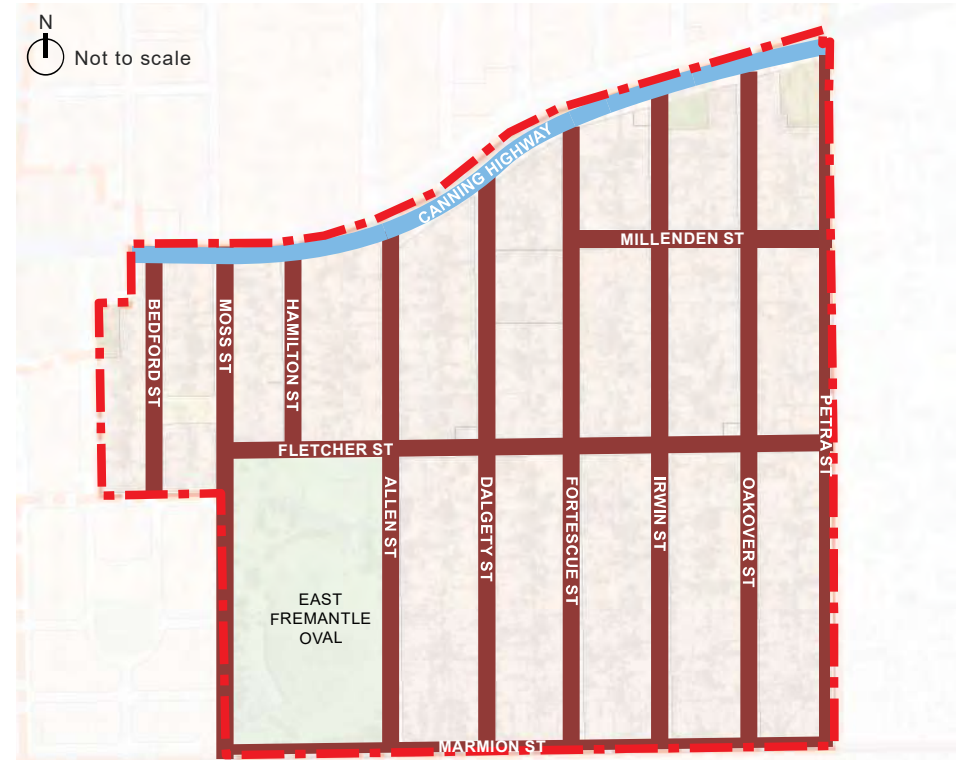 N
Not to scale
CANNING HIGHWAY
MILLENDEN ST
BEDFORD ST
MOSS ST
HAMILTON ST
PETRA ST
FLETCHER ST
ALLEN ST
DALGETY ST
FORTESCUE ST
IRWIN ST
OAKOVER ST
EAST
FREMANTLE
OVAL
MARMION ST